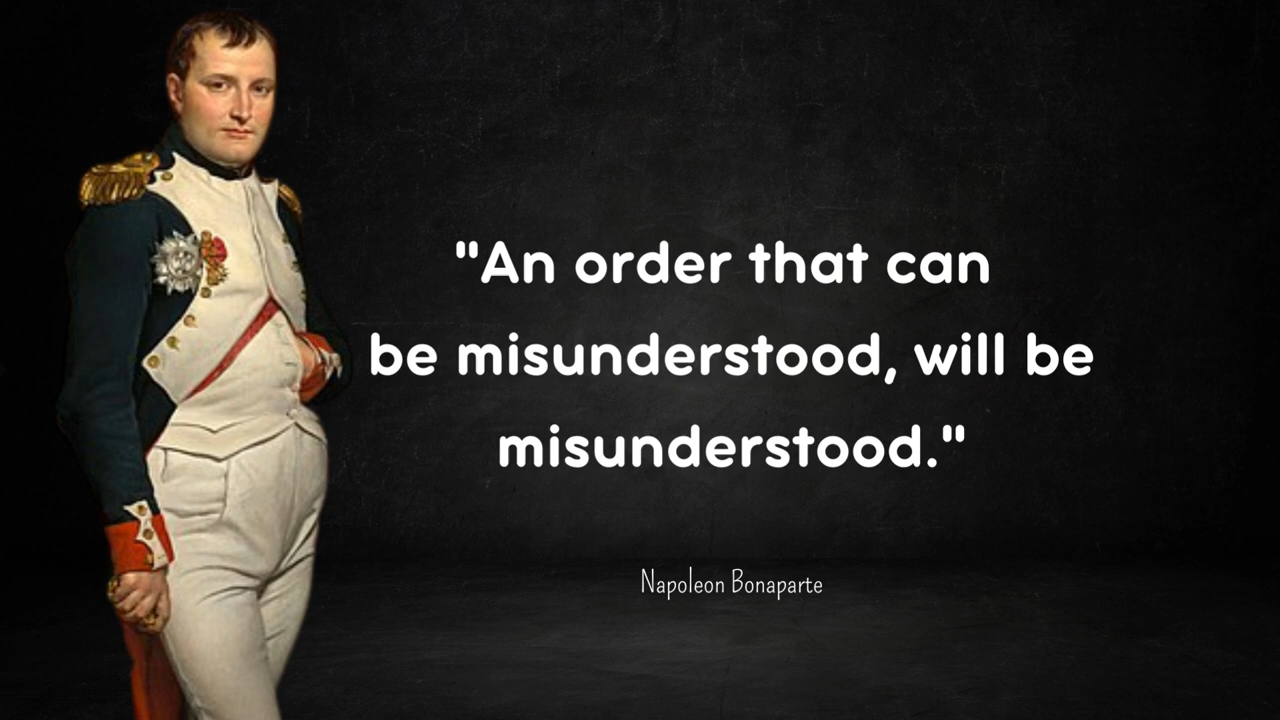 "An order that can
be misunderstood, will be
misunderstood."
Napoleon Bonaparte